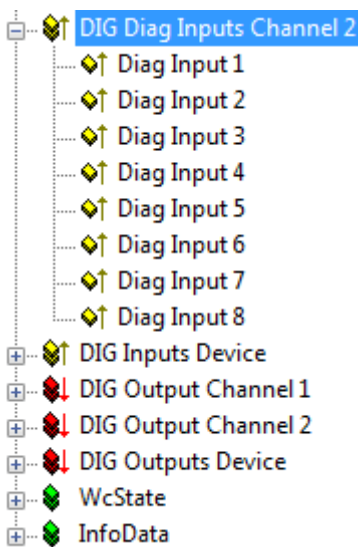 DIG Diag Inputs Channel 2
Diag Input 1
Diag Input 2
Diag Input 3
Diag Input 4
Diag Input 5
Diag Input 6
Diag Input 7
Diag Input 8
DIG Inputs Device
DIG Output Channel 1
DIG Output Channel 2
DIG Outputs Device
WcState
InfoData